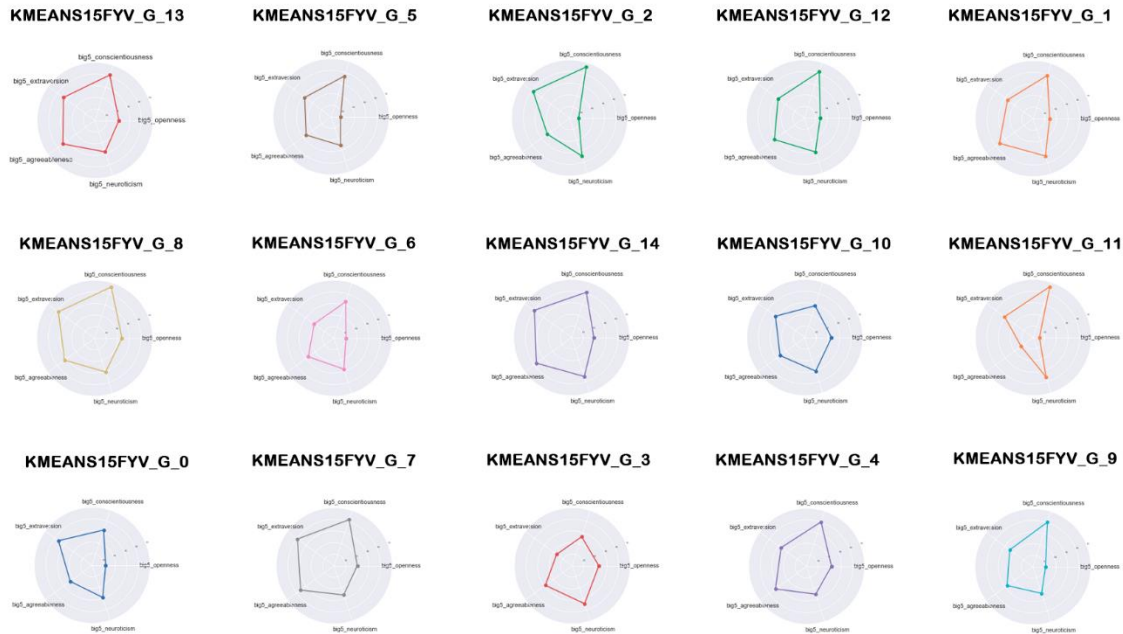 KMEANS15FYV_G_13
big5_conscientiousness
big5_extraversion
big5_openness
big5_agreeableness
big5_neuroticism
KMEANS15FYV_G_5
big5_conscientiousness
big5_extraversion
big5_openness
big5_agreeableness
big5_neuroticism
KMEANS15FYV_G_2
big5_conscientiousness
big5_extraversion
big5_openness
big5_agreeableness
big5_neuroticism
KMEANS15FYV_G_12
big5_conscientiousness
big5_extraversion
big5_openness
big5_agreeableness
big5_neuroticism
KMEANS15FYV_G_1
big5_conscientiousness
big5_extraversion
big5_openness
big5_agreeableness
big5_neuroticism
KMEANS15FYV_G_8
big5_conscientiousness
big5_extraversion
big5_openness
big5_agreeableness
big5_neuroticism
KMEANS15FYV_G_6
big5_conscientiousness
big5_extraversion
big5_openness
big5_agreeableness
big5_neuroticism
KMEANS15FYV_G_14
big5_conscientiousness
big5_extraversion
big5_openness
big5_agreeableness
big5_neuroticism
KMEANS15FYV_G_10
big5_conscientiousness
big5_extraversion
big5_openness
big5_agreeableness
big5_neuroticism
KMEANS15FYV_G_11
big5_conscientiousness
big5_extraversion
big5_openness
big5_agreeableness
big5_neuroticism
KMEANS15FYV_G_0
big5_conscientiousness
big5_extraversion
big5_openness
big5_agreeableness
big5_neuroticism
KMEANS15FYV_G_7
big5_conscientiousness
big5_extraversion
big5_openness
big5_agreeableness
big5_neuroticism
KMEANS15FYV_G_3
big5_conscientiousness
big5_extraversion
big5_openness
big5_agreeableness
big5_neuroticism
KMEANS15FYV_G_4
big5_conscientiousness
big5_extraversion
big5_openness
big5_agreeableness
big5_neuroticism
KMEANS15FYV_G_9
big5_conscientiousness
big5_extraversion
big5_openness
big5_agreeableness
big5_neuroticism